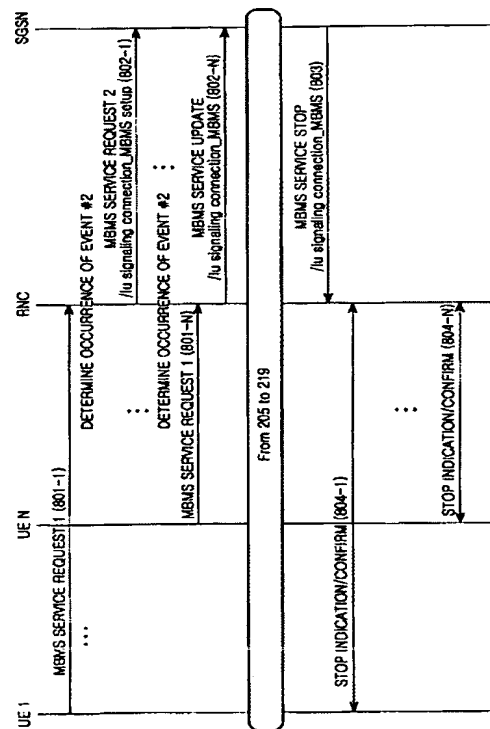 UE 1
UE N
RNC
SGSN
MBMS SERVICE REQUEST 1 (801-1)
...
DETERMINE OCCURRENCE OF EVENT #2
MBMS SERVICE REQUEST 2
/Iu signaling connection_MBMS setup (802-1)
...
...
DETERMINE OCCURRENCE OF EVENT #2
MBMS SERVICE REQUEST 1 (801-N)
MBMS SERVICE UPDATE
/Iu signaling connection_MBMS (802-N)
From 205 to 219
MBMS SERVICE STOP
/Iu signaling connection_MBMS (803)
STOP INDICATION/CONFIRM (804-1)
...
STOP INDICATION/CONFIRM (804-N)